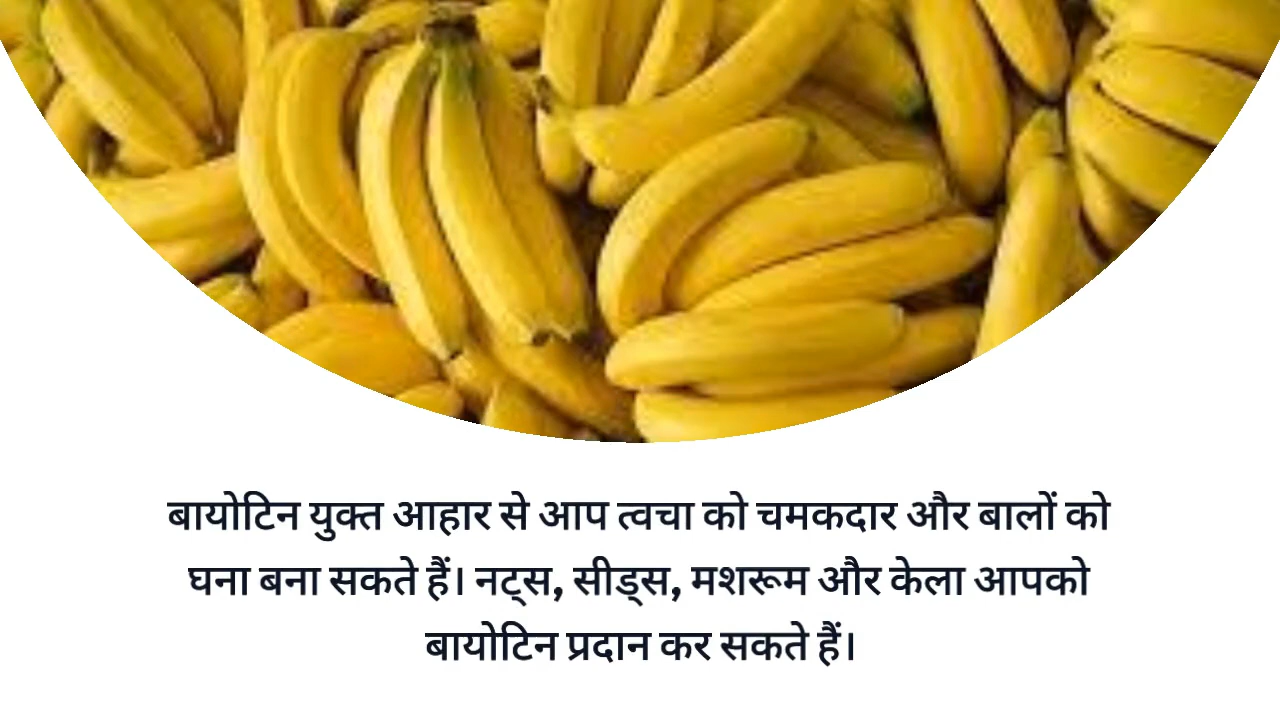 बायोटिन युक्त आहार से आप त्वचा को चमकदार और बालों को
घना बना सकते हैं। नट्स, सीड्स, मशरूम और केला आपको
बायोटिन प्रदान कर सकते हैं।